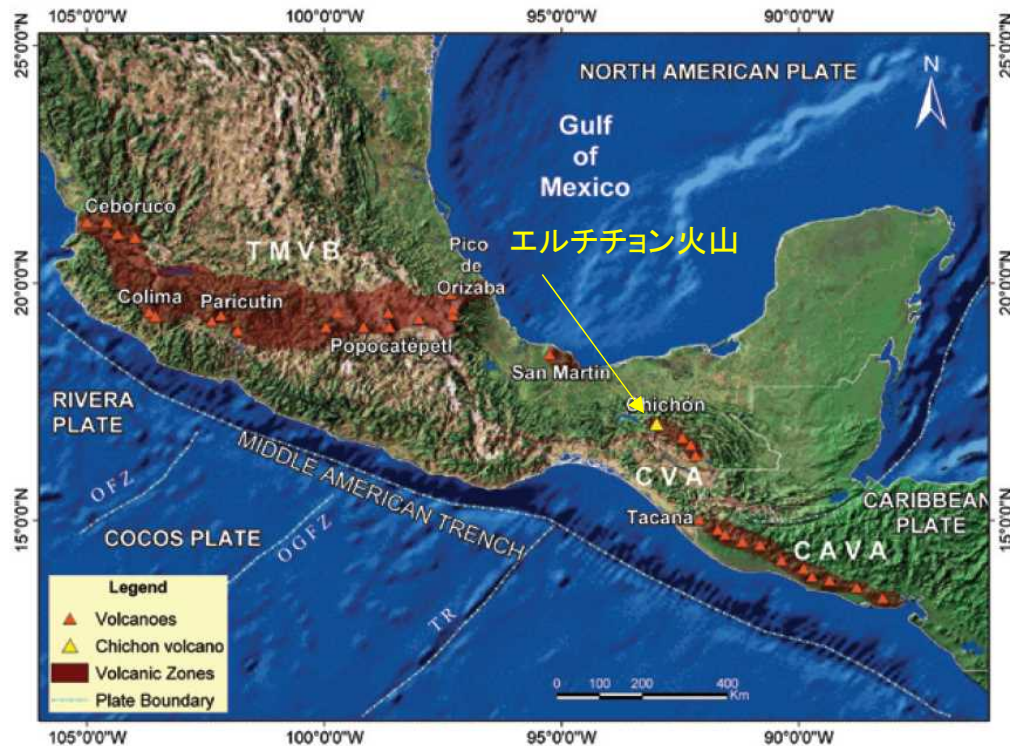 105°0'0"W
100°0'0"W
95°0'0"W
90°0'0"W
25°0'0"N
25°0'0"N
NORTH AMERICAN PLATE
N
Gulf
of
Mexico
Ceboruco
エルチチョン火山
TMVB
Pico
de
Orizaba
20°0'0"N
20°0'0"N
Colima
Paricutin
Popocatepetl
San Martin
Chichón
RIVERA
PLATE
MIDDLE AMERICAN TRENCH
CVA
OFZ
OGFZ
COCOS PLATE
Tacana
CARIBBEAN
PLATE
15°0'0"N
15°0'0"N
CAVA
TR
Legend
Volcanoes
Chichon volcano
Volcanic Zones
Plate Boundary
0 100 200 400
Km
105°0'0"W
100°0'0"W
95°0'0"W
90°0'0"W